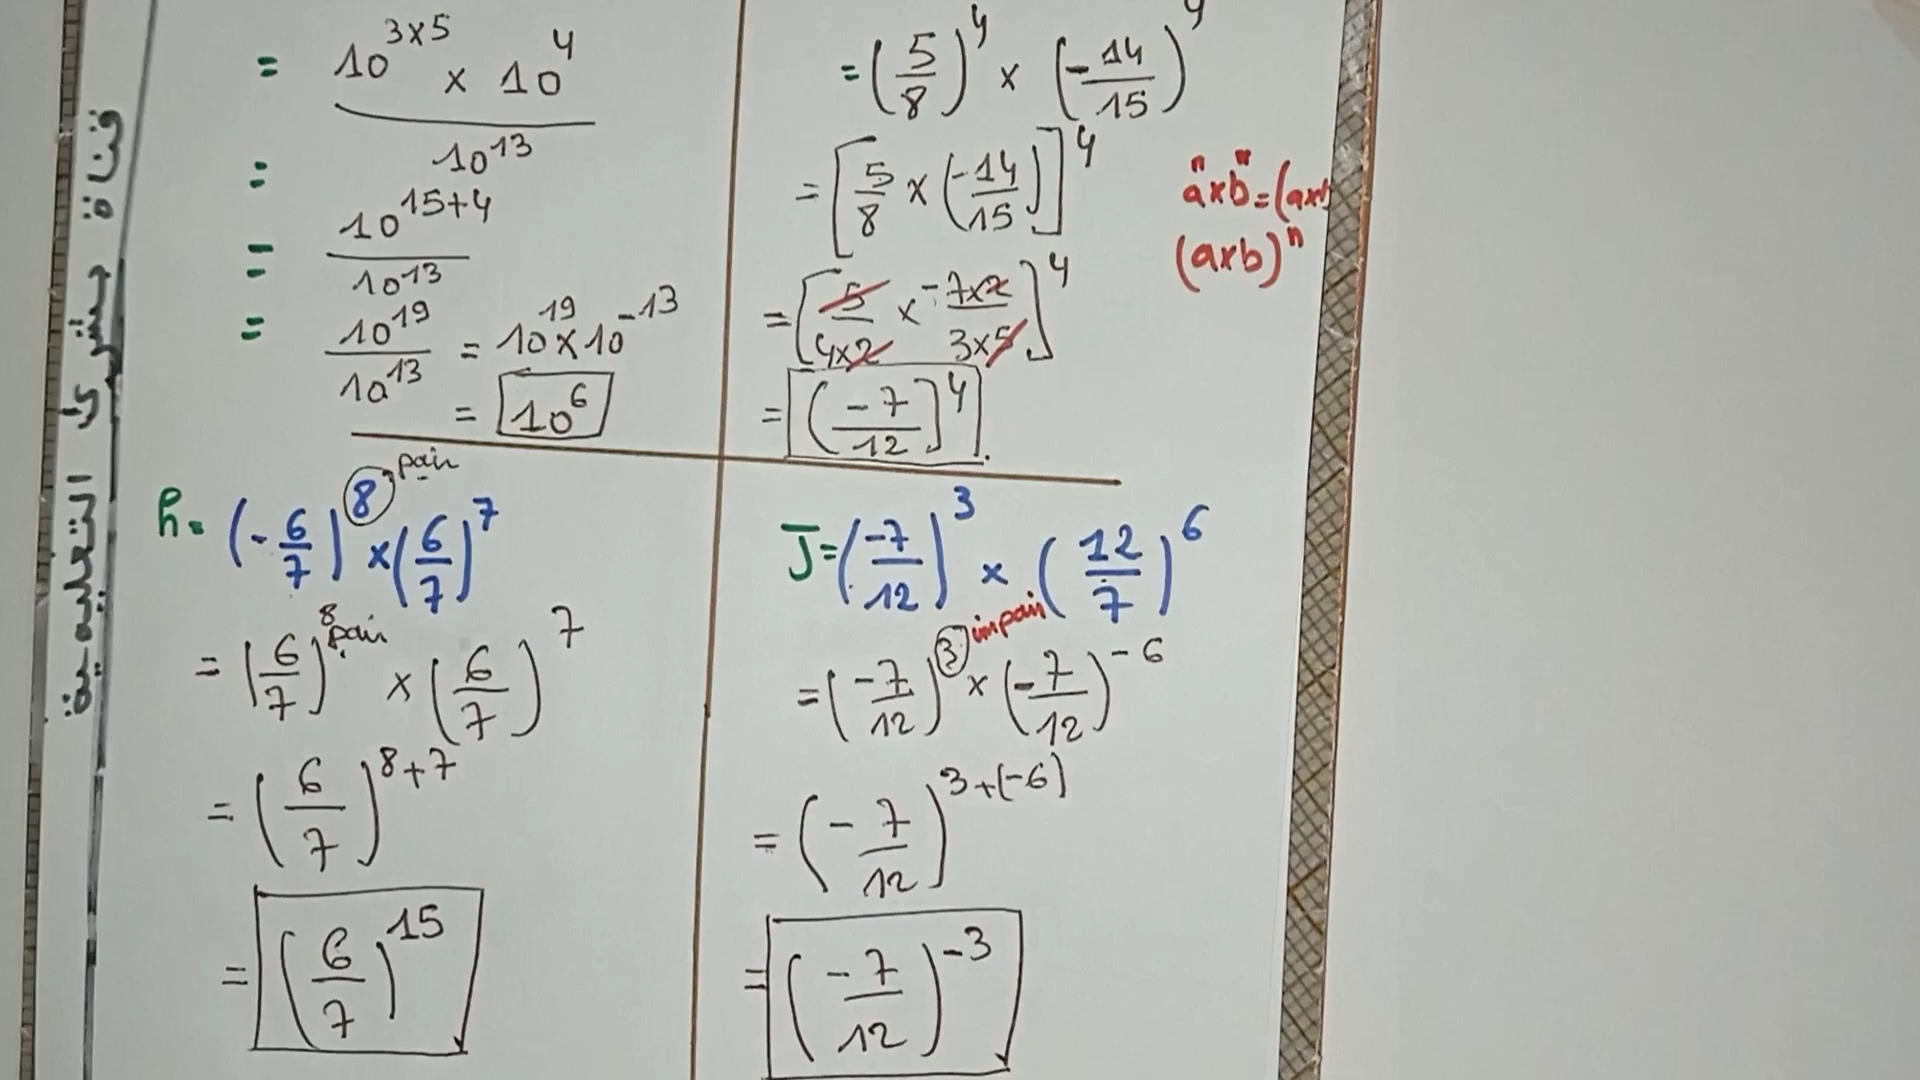 قناة بشرى التعليمية
= 10^{3×5} × 10^4
=
10^{13}
10^{15+4}
=
10^{13}
= 10^{19} / 10^{13} = 10^{19} × 10^{-13}
= 10^6
= (5/8)^4 × (-14/15)^4
= [5/8 × (-14/15)]^4
= [5/(4×2) × -(7×2)/(3×5)]^4
= (-7/12]^4.
a^n×b^n=(a×b)
(a×b)^n
h= (-6/7)^8 pair ×(6/7)^7
= (6/7)^8 pair × (6/7)^7
= (6/7)^{8+7}
= (6/7)^{15}
J=(-7/12)^3 × (12/7)^6
= (-7/12)^3 impair × (-7/12)^{-6}
= (-7/12)^{3+(-6)}
= (-7/12)^{-3}